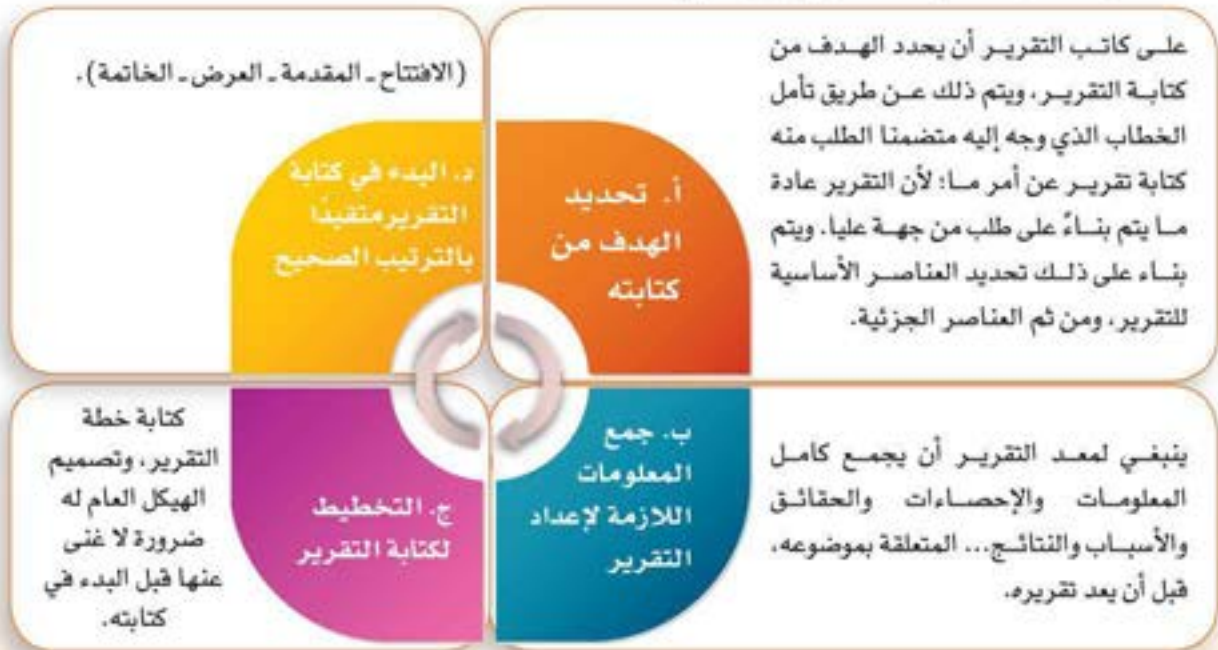 على كاتب التقرير أن يحدد الهدف من
كتابة التقرير، ويتم ذلك عن طريق تأمل
الخطاب الذي وجه إليه متضمنا الطلب منه
كتابة تقرير عن أمر ما؛ لأن التقرير عادة
ما يتم بناءً على طلب من جهة عليا. ويتم
بناء على ذلك تحديد العناصر الأساسية
للتقرير، ومن ثم العناصر الجزئية.
أ. تحديد
الهدف من
كتابته
ينبغي لمعد التقرير أن يجمع كامل
المعلومات والإحصاءات والحقائق
والأسباب والنتائج... المتعلقة بموضوعه،
قبل أن يعد تقريره.
ب. جمع
المعلومات
اللازمة لإعداد
التقرير
ج. التخطيط
لكتابة التقرير
كتابة خطة
التقرير، وتصميم
الهيكل العام له
ضرورة لا غنى
عنها قبل البدء في
كتابته.
د. البدء في كتابة
التقرير متقيدًا
بالترتيب الصحيح
(الافتتاح ـ المقدمة ـ العرض ـ الخاتمة).